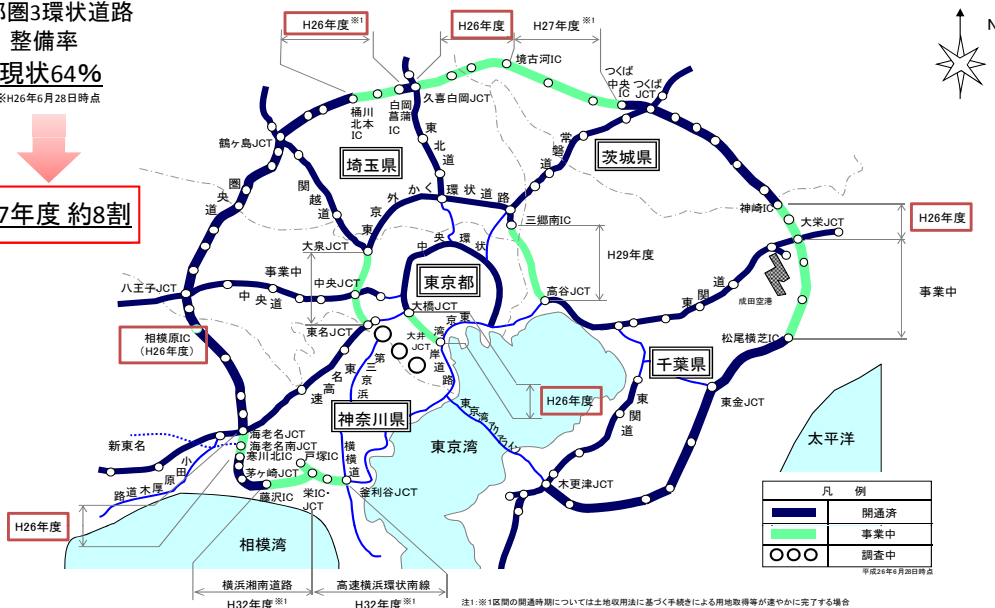 都圏3環状道路
整備率
現状64%
※H26年6月28日時点
7年度 約8割
H26年度 ※1
H26年度
H27年度 ※1
N
境古河IC
つくば中央IC
つくばJCT
久喜白岡JCT
白岡菖蒲IC
桶川北本IC
鶴ヶ島JCT
東北道
常磐道
埼玉県
茨城県
関越道
圏央道
東京外かく環状道路
三郷南IC
神崎IC
大栄JCT
H26年度
大泉JCT
中央環状
H29年度
事業中
東京都
八王子JCT
中央道
中央JCT
大橋JCT
高谷JCT
東関道
成田空港
事業中
相模原IC
(H26年度)
東名JCT
大井JCT
東京湾岸道路
松尾横芝IC
千葉県
第三京浜
東名高速
H26年度
東京湾アクアライン
東関道
東金JCT
神奈川県
東京湾
太平洋
新東名
海老名JCT
海老名南JCT
寒川北IC
戸塚IC
横横道
小田原厚木道路
茅ヶ崎JCT
藤沢IC
栄IC・JCT
釜利谷JCT
木更津JCT
H26年度
相模湾
凡 例
開通済
事業中
調査中
平成26年6月28日時点
横浜湘南道路
高速横浜環状南線
H32年度※1
H32年度※1
注1:※1区間の開通時期については土地収用法に基づく手続きによる用地取得等が速やかに完了する場合